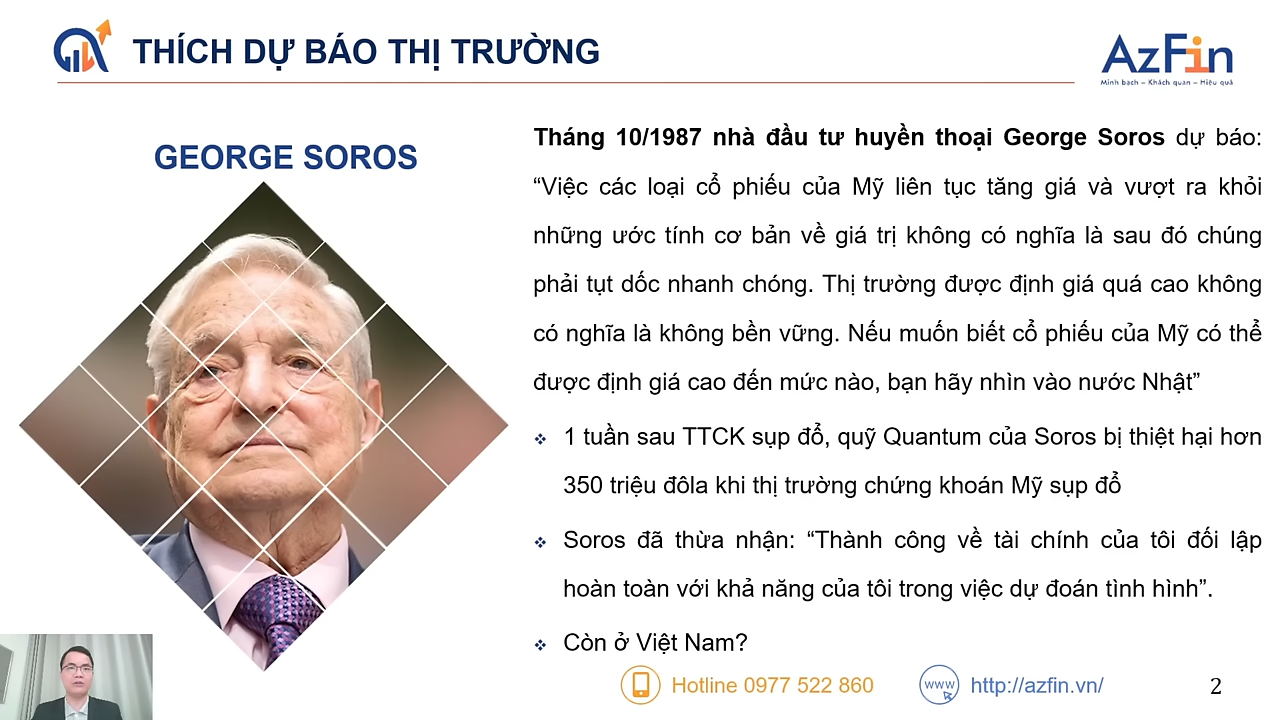 THÍCH DỰ BÁO THỊ TRƯỜNG
AzFin
Minh bạch – Khách quan – Hiệu quả
GEORGE SOROS
Tháng 10/1987 nhà đầu tư huyền thoại George Soros dự báo:
“Việc các loại cổ phiếu của Mỹ liên tục tăng giá và vượt ra khỏi
những ước tính cơ bản về giá trị không có nghĩa là sau đó chúng
phải tụt dốc nhanh chóng. Thị trường được định giá quá cao không
có nghĩa là không bền vững. Nếu muốn biết cổ phiếu của Mỹ có thể
được định giá cao đến mức nào, bạn hãy nhìn vào nước Nhật”
❖ 1 tuần sau TTCK sụp đổ, quỹ Quantum của Soros bị thiệt hại hơn
350 triệu đôla khi thị trường chứng khoán Mỹ sụp đổ
❖ Soros đã thừa nhận: “Thành công về tài chính của tôi đối lập
hoàn toàn với khả năng của tôi trong việc dự đoán tình hình”.
❖ Còn ở Việt Nam?
Hotline 0977 522 860
www
http://azfin.vn/
2